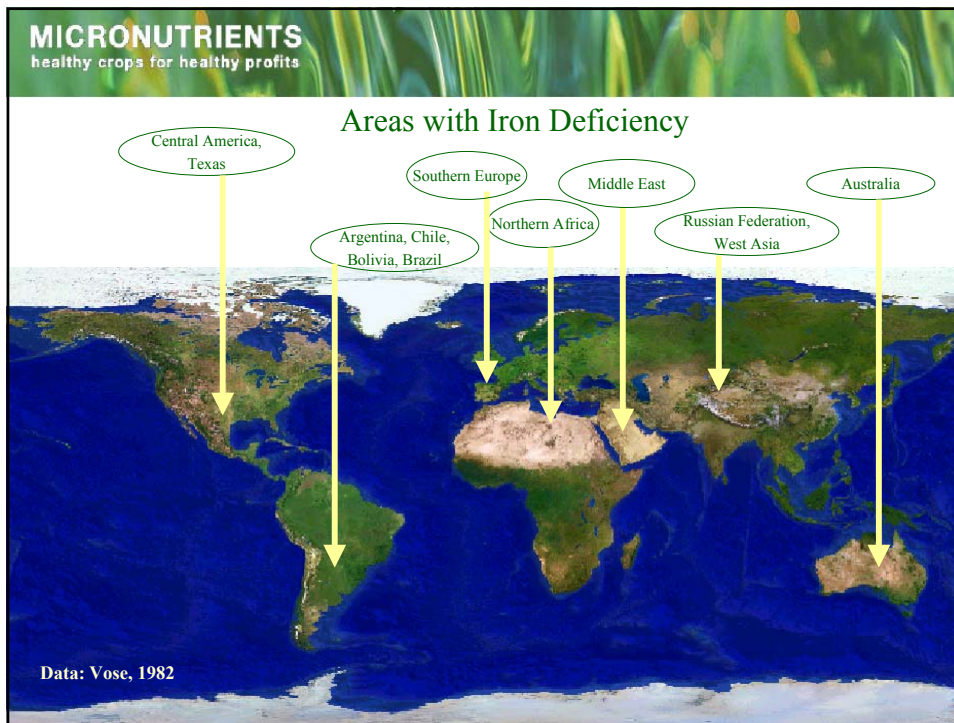 MICRONUTRIENTS
healthy crops for healthy profits
Areas with Iron Deficiency
Central America,
Texas
Southern Europe
Middle East
Australia
Northern Africa
Russian Federation,
West Asia
Argentina, Chile,
Bolivia, Brazil
Data: Vose, 1982